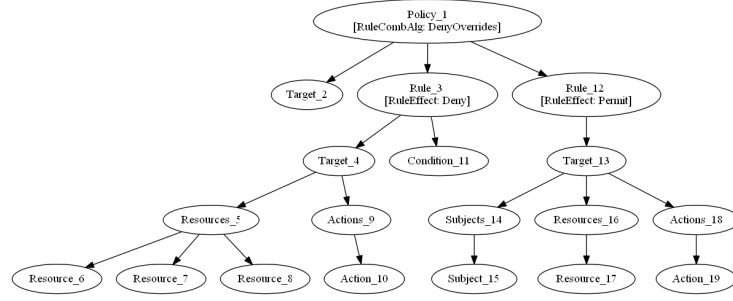 Policy_1
[RuleCombAlg: DenyOverrides]
Target_2
Rule_3
[RuleEffect: Deny]
Rule_12
[RuleEffect: Permit]
Target_4
Condition_11
Target_13
Resources_5
Actions_9
Subjects_14
Resources_16
Actions_18
Resource_6
Resource_7
Resource_8
Action_10
Subject_15
Resource_17
Action_19